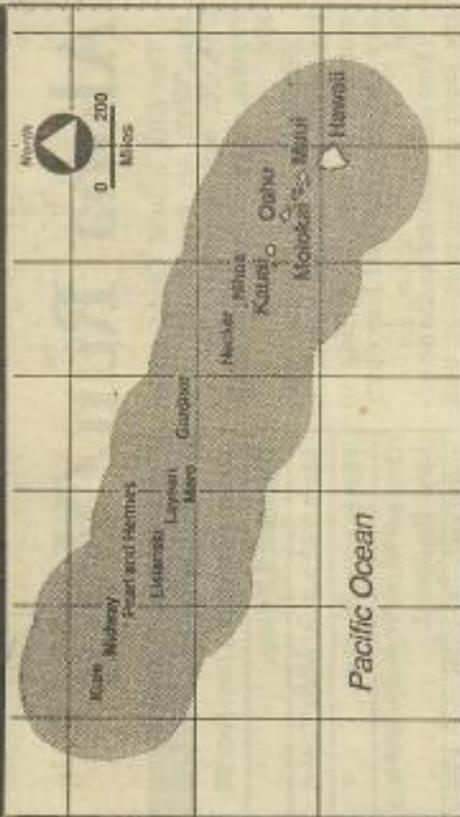 North
0 200
Miles
Kure
Midway
Pearl and Hermes
Lisianski
Laysan
Maro
Gardner
Necker
Nihoa
Kauai
Oahu
Molokai
Maui
Hawaii
Pacific Ocean